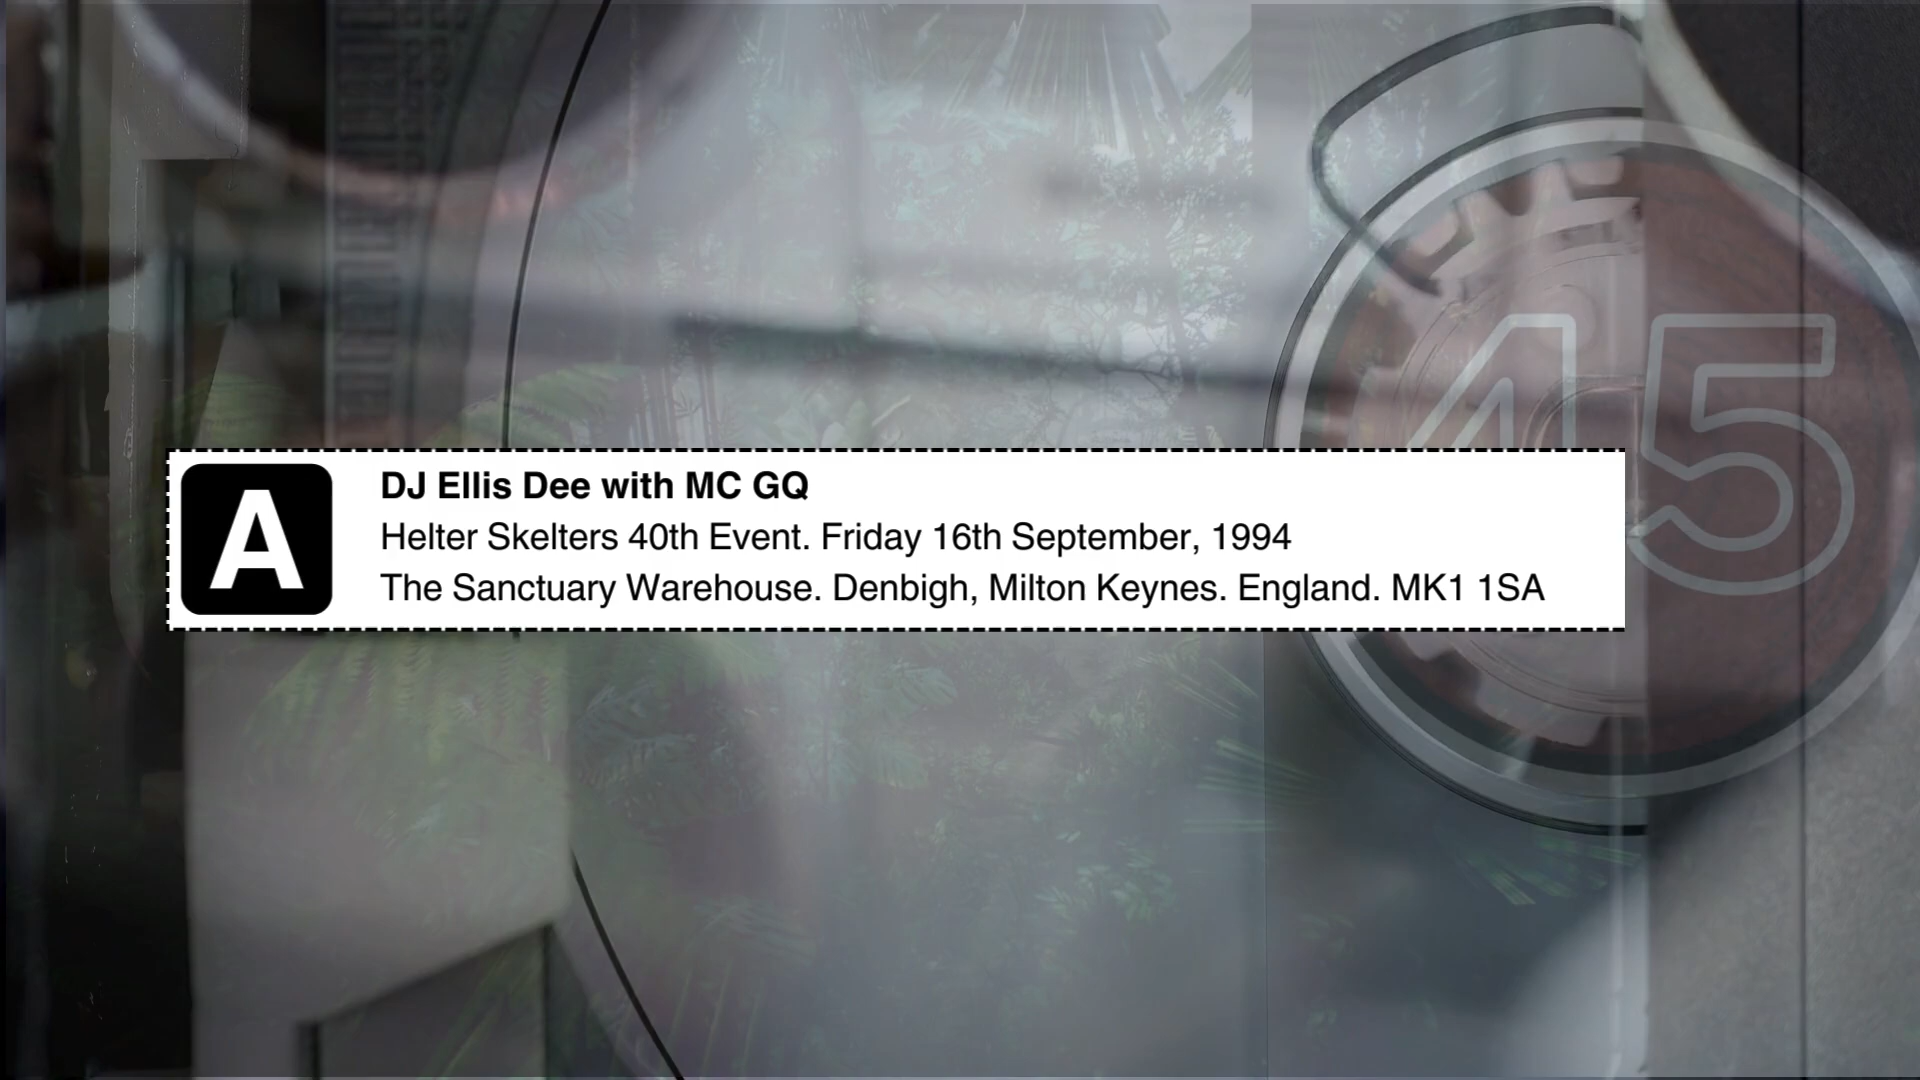 A
DJ Ellis Dee with MC GQ
Helter Skelters 40th Event. Friday 16th September, 1994
The Sanctuary Warehouse. Denbigh, Milton Keynes. England. MK1 1SA
45